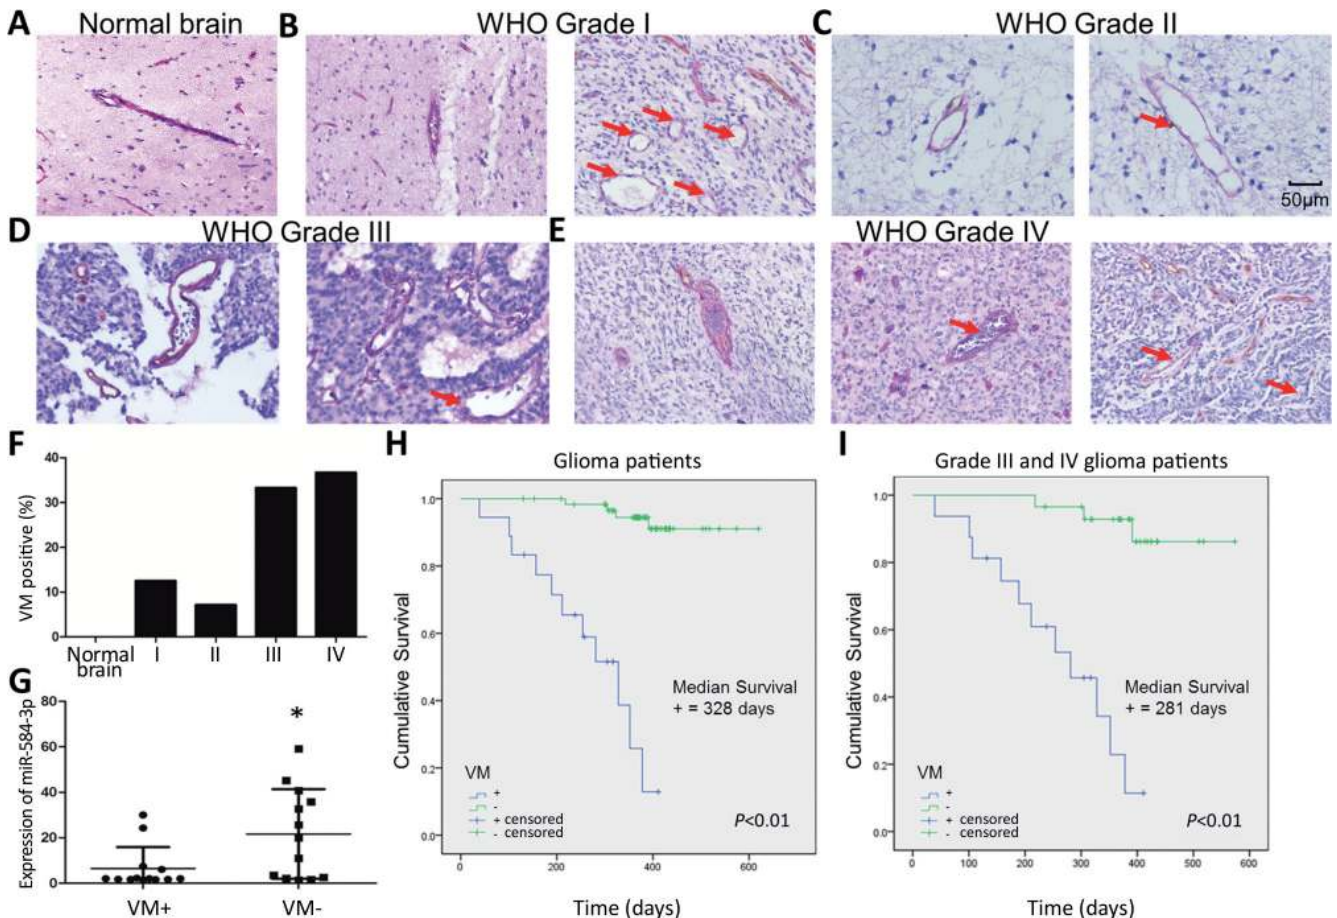 A Normal brain B WHO Grade I C WHO Grade II
50μm
D WHO Grade III E WHO Grade IV
F
VM positive (%)
40
30
20
10
0
Normal brain I II III IV
G
Expression of miR-584-3p
80
60
40
20
0
*
VM+ VM-
H
Glioma patients
Cumulative Survival
1.0
0.8
0.6
0.4
0.2
0.0
Median Survival
+ = 328 days
VM
+
-
+ censored
- censored
P<0.01
0 200 400 600
Time (days)
I
Grade III and IV glioma patients
Cumulative Survival
1.0
0.8
0.6
0.4
0.2
0.0
Median Survival
+ = 281 days
VM
+
-
+ censored
- censored
P<0.01
0 100 200 300 400 500 600
Time (days)